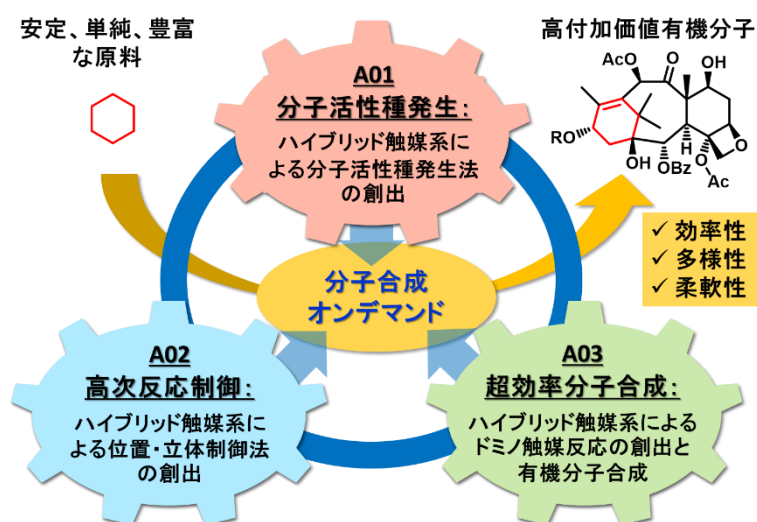 安定、単純、豊富
な原料
高付加価値有機分子
A01
分子活性種発生:
ハイブリッド触媒系に
よる分子活性種発生法
の創出
AcO
O
OH
RO
OH
H
OBz
O
Ac
O
✓ 効率性
✓ 多様性
✓ 柔軟性
分子合成
オンデマンド
A02
高次反応制御:
ハイブリッド触媒系に
よる位置・立体制御法
の創出
A03
超効率分子合成:
ハイブリッド触媒系による
ドミノ触媒反応の創出と
有機分子合成